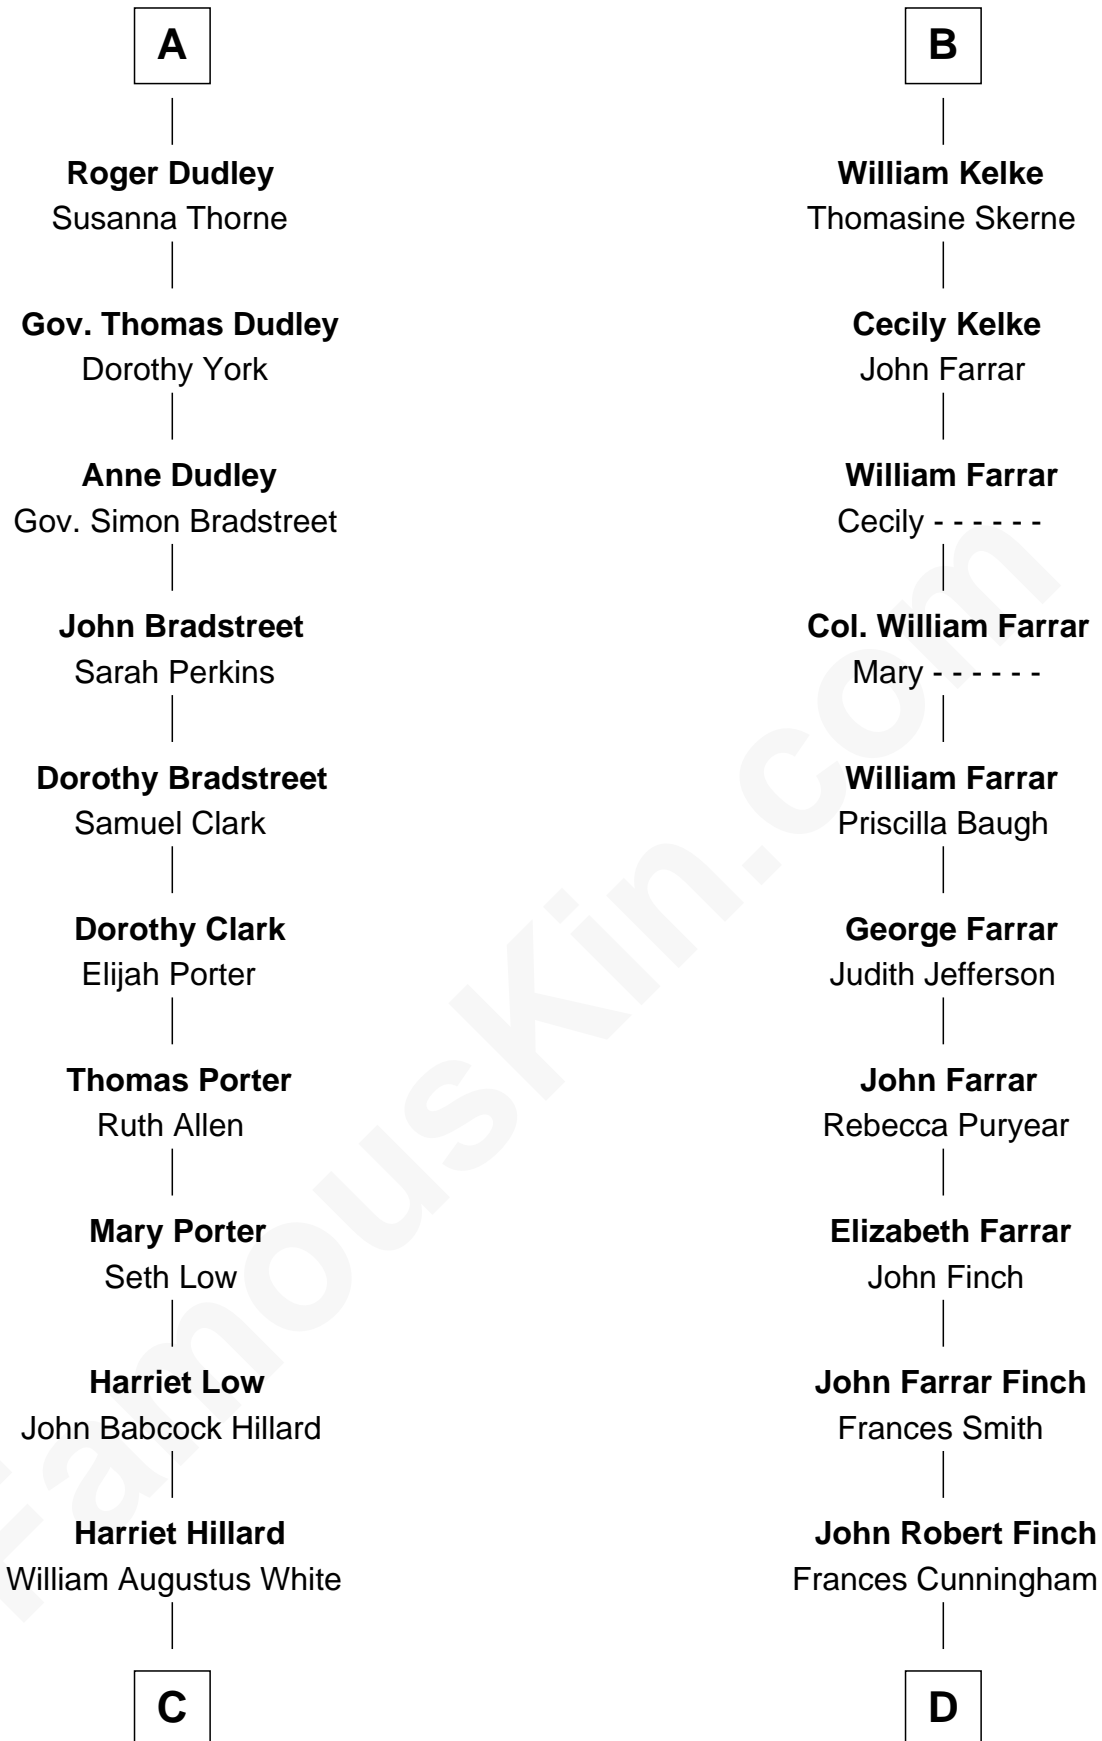 A
Roger Dudley
Susanna Thorne
Gov. Thomas Dudley
Dorothy York
Anne Dudley
Gov. Simon Bradstreet
John Bradstreet
Sarah Perkins
Dorothy Bradstreet
Samuel Clark
Dorothy Clark
Elijah Porter
Thomas Porter
Ruth Allen
Mary Porter
Seth Low
Harriet Low
John Babcock Hillard
Harriet Hillard
William Augustus White
C
B
William Kelke
Thomasine Skerne
Cecily Kelke
John Farrar
William Farrar
Cecily - - - - - -
Col. William Farrar
Mary - - - - - -
William Farrar
Priscilla Baugh
George Farrar
Judith Jefferson
John Farrar
Rebecca Puryear
Elizabeth Farrar
John Finch
John Farrar Finch
Frances Smith
John Robert Finch
Frances Cunningham
D
FamousKin.com